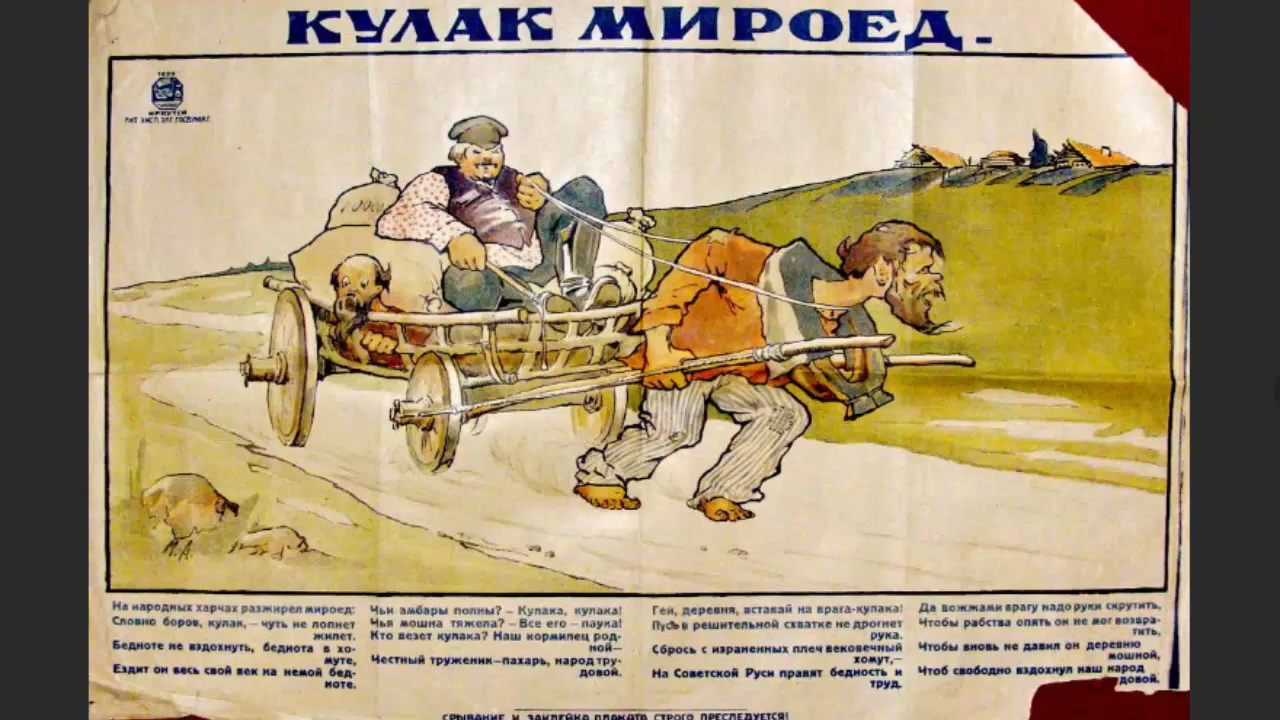 КУЛАК МИРОЕД.
ИРКУТСК
На народных харчах разжирел мироед:
Словно боров, кулак,— чуть не лопнет
жилет.
Бедноте не вздохнуть, беднота в хо-
муте,
Ездит он весь свой век на немой бед-
ноте.
Чьи амбары полны? – Кулака, кулака!
Чья мошна тяжела? – Все его – паука!
Кто везет кулака? Наш кормилец род-
ной—
Честный труженик—пахарь, народ тру-
довой.
Гей, деревня, вставай на врага-кулака!
Пусть в решительной схватке не дрогнет
рука.
Сбрось с израненных плеч вековечный
хомут,—
На Советской Руси правят бедность и
труд.
Да вожжами врагу надо руки скрутить,
Чтобы рабства опять он не мог возвра-
тить,
Чтобы вновь не давил он деревню
мошной,
Чтоб свободно вздохнул наш народ
довой.
СРЫВАНИЕ И ЗАКЛЕЙКА ПЛАКАТА СТРОГО ПРЕСЛЕДУЕТСЯ!